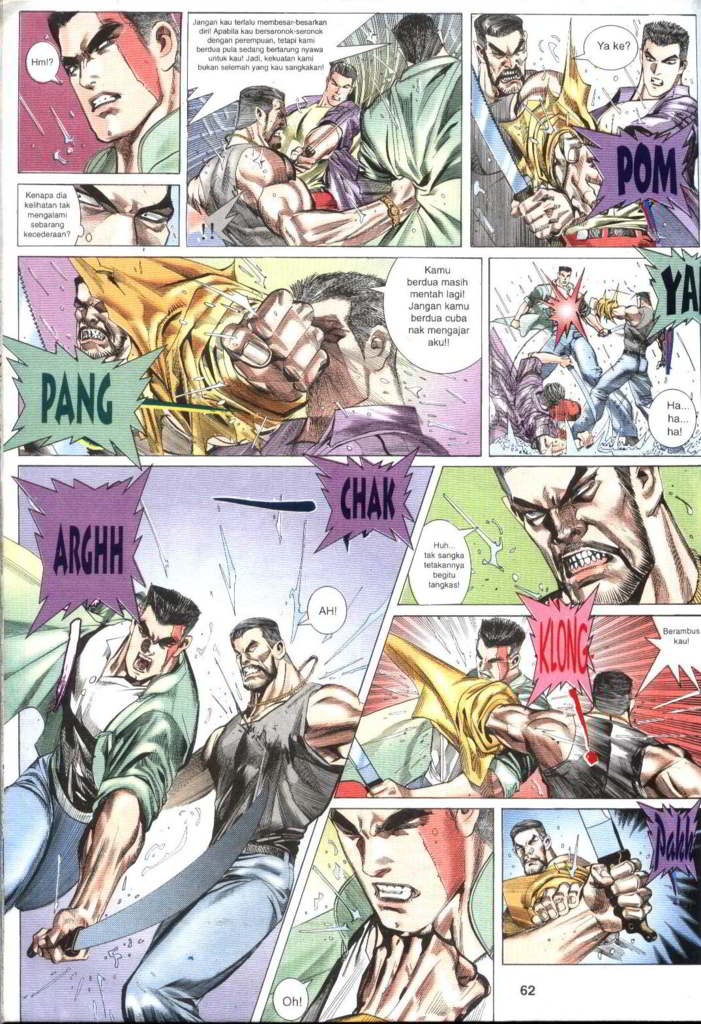 Hm!?
Kenapa dia
kelihatan tak
mengalami
sebarang
kecederaan?
Jangan kau terlalu membesar-besarkan
diri! Apabila kau berseronok-seronok
dengan perempuan, tetapi kami
berdua pula sedang bertarung nyawa
untuk kau! Jadi, kekuatan kami
bukan selemah yang kau sangkakan!
!!
Ya ke?
POM
PANG
Kamu
berdua masih
mentah lagi!
Jangan kamu
berdua cuba
nak mengajar
aku!!
YA
Ha...
ha...
ha!
ARGHH
CHAK
AH!
Huh...
tak sangka
tetakannya
begitu
tangkas!
KLONG
Berambus
kau!
Oh!
Pakk
62